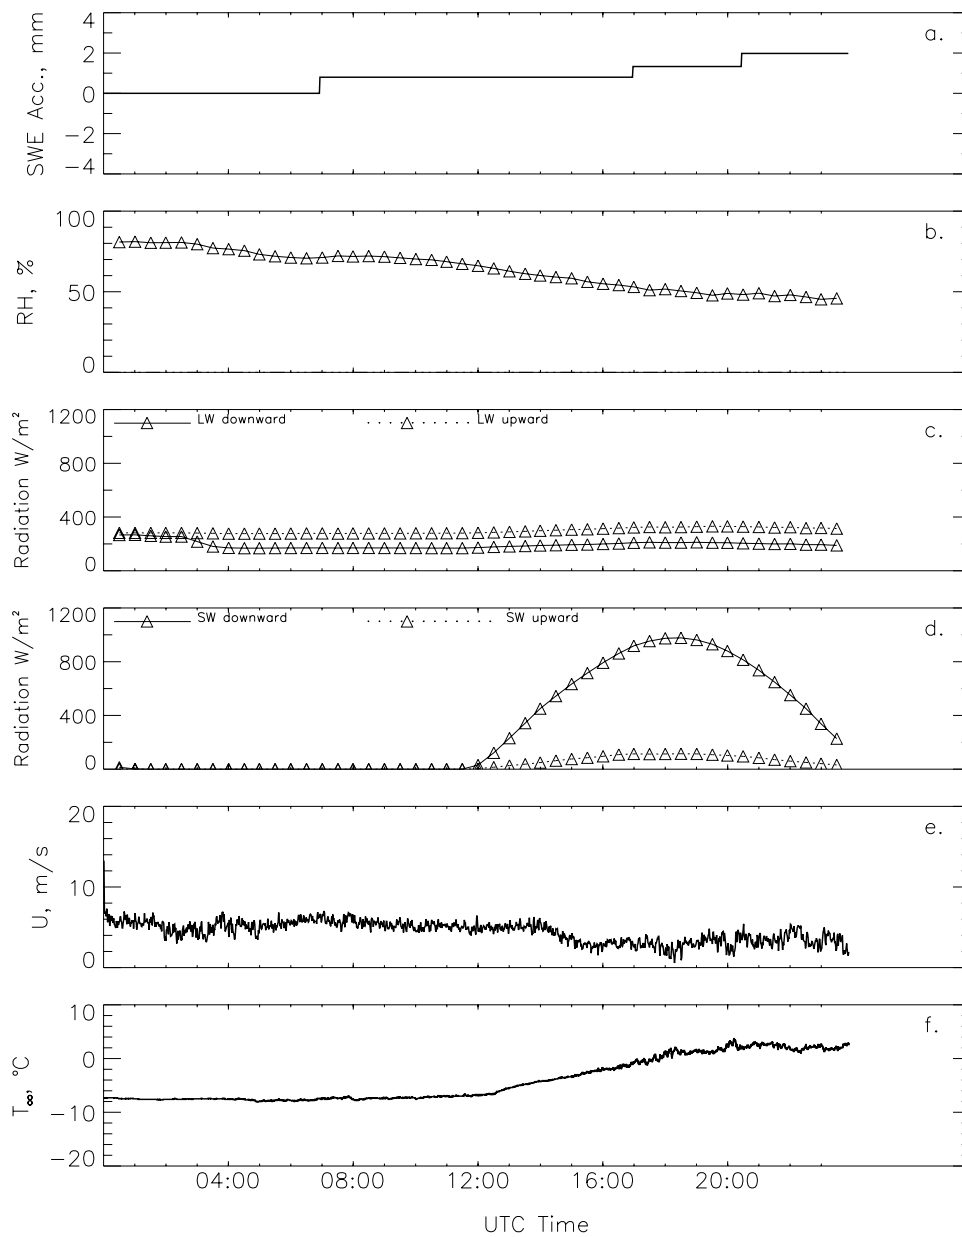 4
2
0
−2
−4
SWE Acc., mm
a.
100
50
0
RH, %
b.
1200
800
400
0
Radiation W/m²
LW downward
LW upward
c.
1200
800
400
0
Radiation W/m²
SW downward
SW upward
d.
20
10
0
U, m/s
e.
10
0
−10
−20
T∞, °C
f.
04:00 08:00 12:00 16:00 20:00
UTC Time